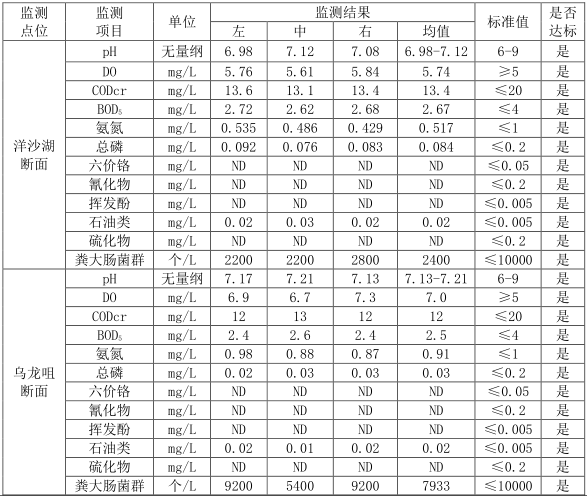 监测点位 监测项目 单位 监测结果 标准值 是否达标
左 中 右 均值
洋沙湖断面 pH 无量纲 6.98 7.12 7.08 6.98-7.12 6-9 是
DO mg/L 5.76 5.61 5.84 5.74 ≥5 是
CODcr mg/L 13.6 13.1 13.4 13.4 ≤20 是
BOD₅ mg/L 2.72 2.62 2.68 2.67 ≤4 是
氨氮 mg/L 0.535 0.486 0.429 0.517 ≤1 是
总磷 mg/L 0.092 0.076 0.083 0.084 ≤0.2 是
六价铬 mg/L ND ND ND ND ≤0.05 是
氰化物 mg/L ND ND ND ND ≤0.2 是
挥发酚 mg/L ND ND ND ND ≤0.005 是
石油类 mg/L 0.02 0.03 0.02 0.02 ≤0.005 是
硫化物 mg/L ND ND ND ND ≤0.2 是
粪大肠菌群 个/L 2200 2200 2800 2400 ≤10000 是
乌龙咀断面 pH 无量纲 7.17 7.21 7.13 7.13-7.21 6-9 是
DO mg/L 6.9 6.7 7.3 7.0 ≥5 是
CODcr mg/L 12 13 12 12 ≤20 是
BOD₅ mg/L 2.4 2.6 2.4 2.5 ≤4 是
氨氮 mg/L 0.98 0.88 0.87 0.91 ≤1 是
总磷 mg/L 0.02 0.03 0.03 0.03 ≤0.2 是
六价铬 mg/L ND ND ND ND ≤0.05 是
氰化物 mg/L ND ND ND ND ≤0.2 是
挥发酚 mg/L ND ND ND ND ≤0.005 是
石油类 mg/L 0.02 0.01 0.02 0.02 ≤0.005 是
硫化物 mg/L ND ND ND ND ≤0.2 是
粪大肠菌群 个/L 9200 5400 9200 7933 ≤10000 是